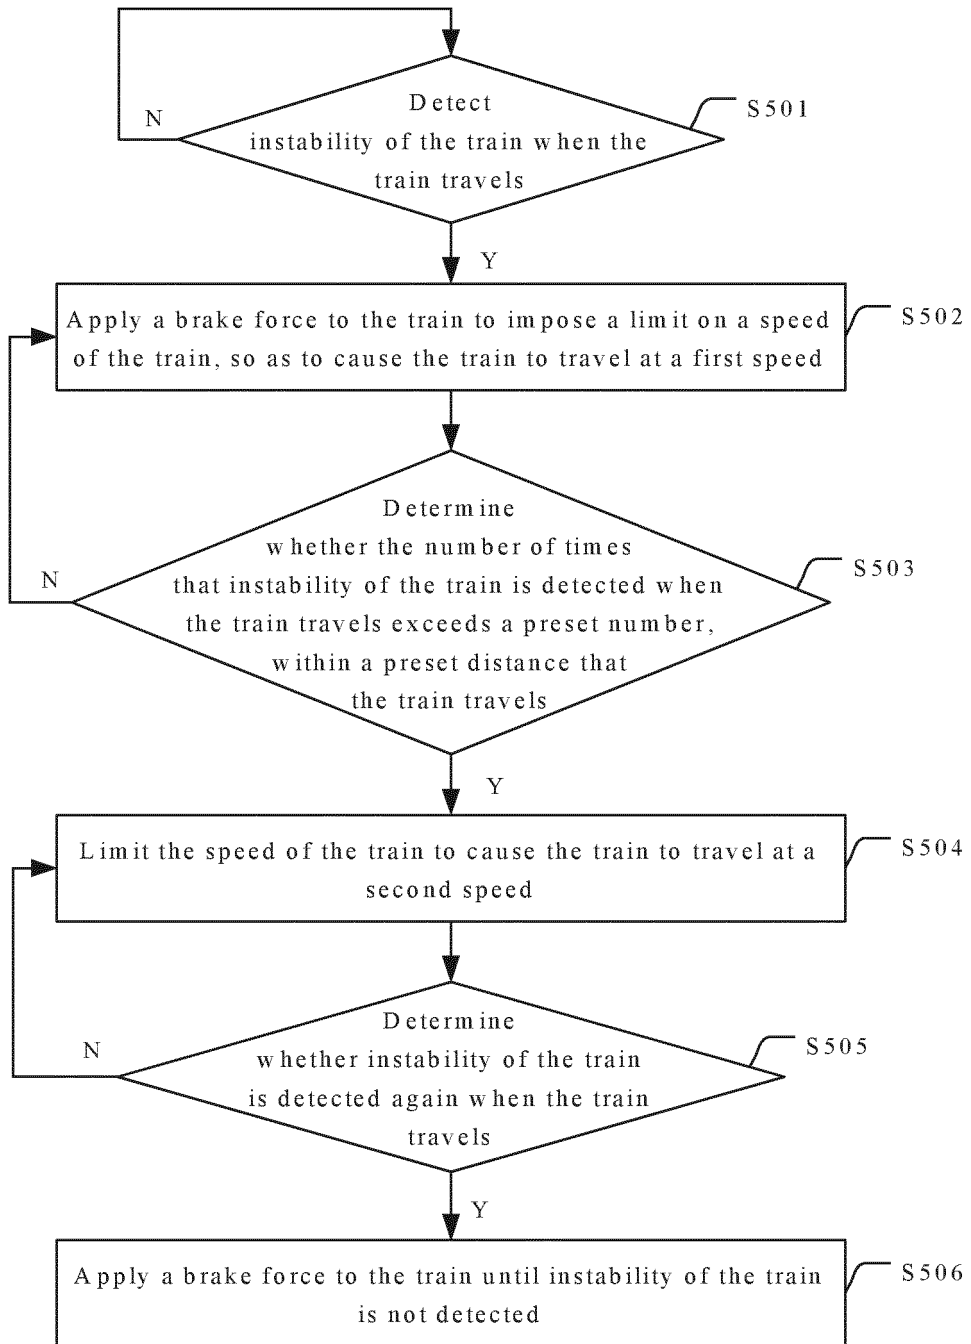 Detect
N
S501
instability of the train when the
train travels
Y
Apply a brake force to the train to impose a limit on a speed
S502
of the train, so as to cause the train to travel at a first speed
Determine
whether the number of times
N
that instability of the train is detected when
S503
the train travels exceeds a preset number,
within a preset distance that
the train travels
Y
Limit the speed of the train to cause the train to travel at a
S504
second speed
Determine
N
whether instability of the train
S505
is detected again when the train
travels
Y
Apply a brake force to the train until instability of the train
S506
is not detected